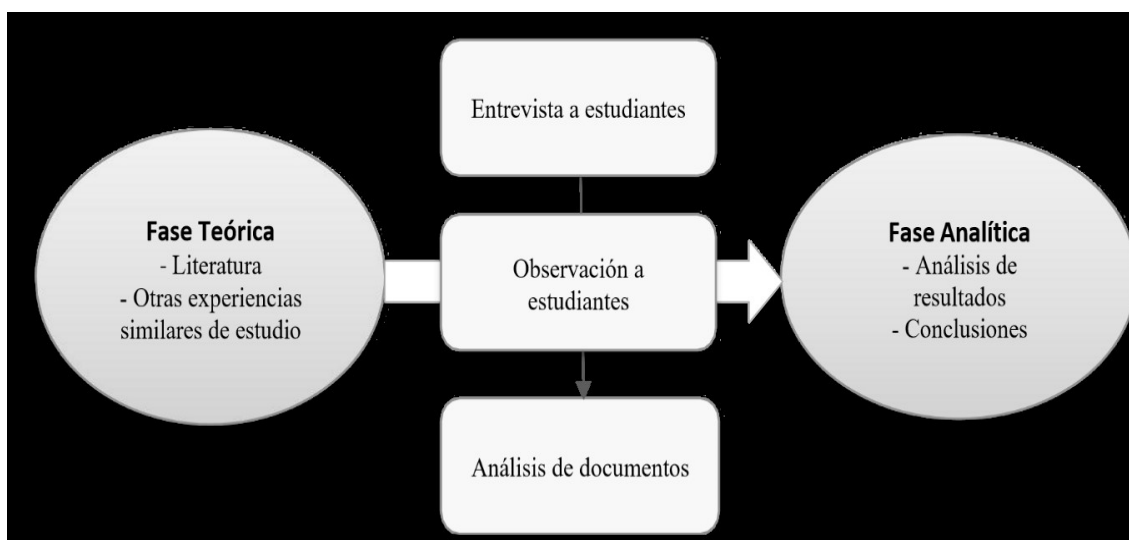 Fase Teórica
- Literatura
- Otras experiencias
similares de estudio
Entrevista a estudiantes
Observación a
estudiantes
Análisis de documentos
Fase Analítica
- Análisis de
resultados
- Conclusiones